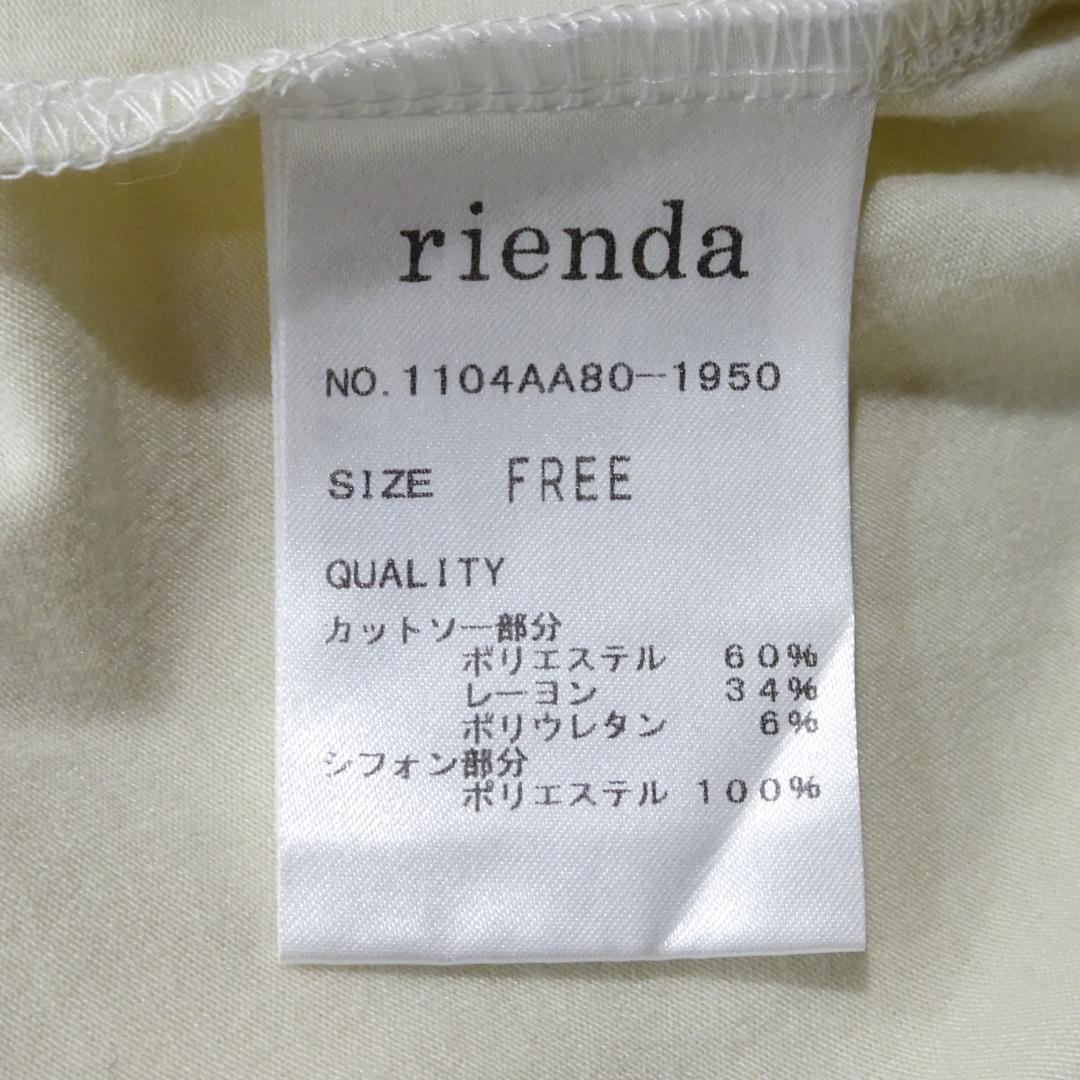 rienda
NO.1104AA80-1950
SIZE FREE
QUALITY
カットソー部分
ポリエステル 60%
レーヨン 34%
ポリウレタン 6%
シフォン部分
ポリエステル 100%